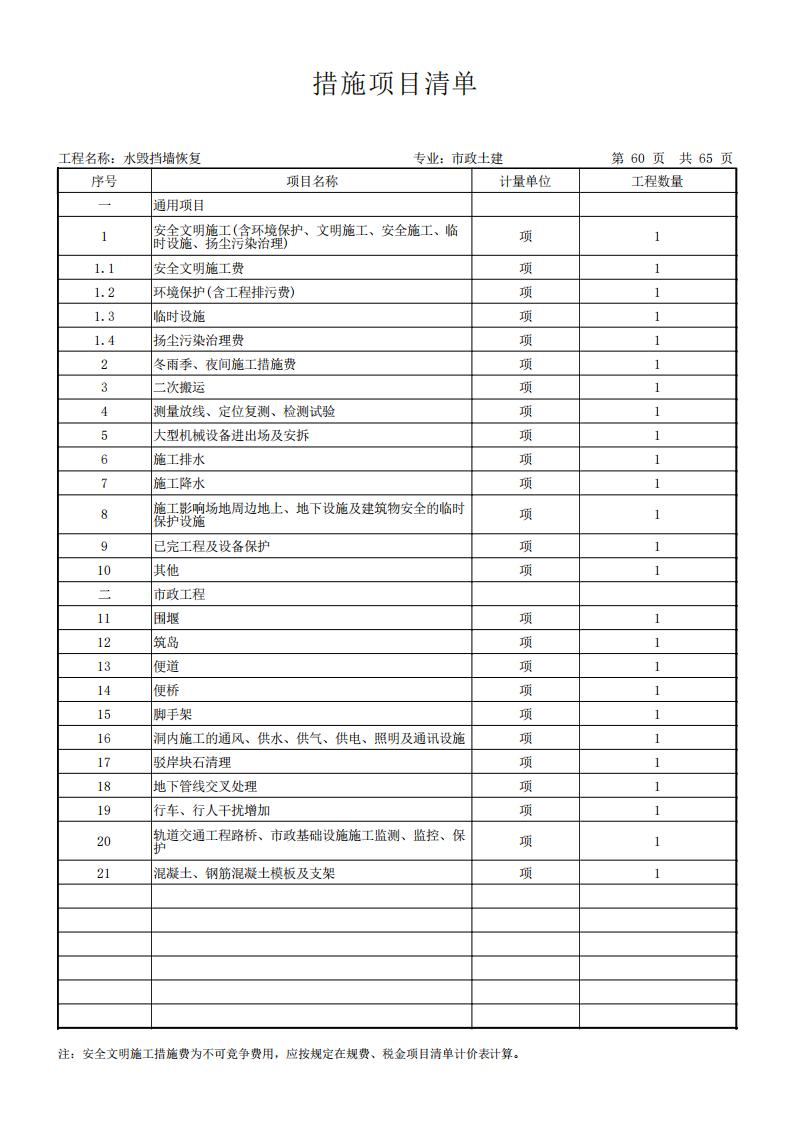 措施项目清单
工程名称：水毁挡墙恢复 专业：市政土建 第 60 页 共 65 页
序号 项目名称 计量单位 工程数量
一 通用项目
1 安全文明施工(含环境保护、文明施工、安全施工、临
时设施、扬尘污染治理) 项 1
1.1 安全文明施工费 项 1
1.2 环境保护(含工程排污费) 项 1
1.3 临时设施 项 1
1.4 扬尘污染治理费 项 1
2 冬雨季、夜间施工措施费 项 1
3 二次搬运 项 1
4 测量放线、定位复测、检测试验 项 1
5 大型机械设备进出场及安拆 项 1
6 施工排水 项 1
7 施工降水 项 1
8 施工影响场地周边地上、地下设施及建筑物安全的临时
保护设施 项 1
9 已完工程及设备保护 项 1
10 其他 项 1
二 市政工程
11 围堰 项 1
12 筑岛 项 1
13 便道 项 1
14 便桥 项 1
15 脚手架 项 1
16 洞内施工的通风、供水、供气、供电、照明及通讯设施 项 1
17 驳岸块石清理 项 1
18 地下管线交叉处理 项 1
19 行车、行人干扰增加 项 1
20 轨道交通工程路桥、市政基础设施施工监测、监控、保
护 项 1
21 混凝土、钢筋混凝土模板及支架 项 1
注：安全文明施工措施费为不可竞争费用，应按规定在规费、税金项目清单计价表计算。